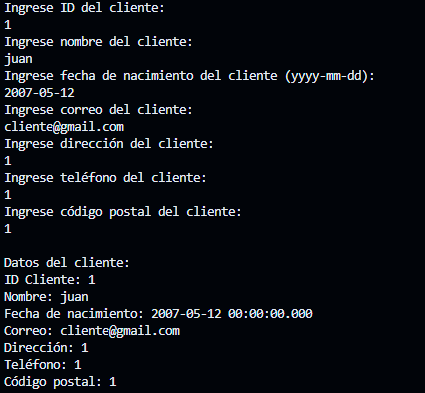 Ingrese ID del cliente:
1
Ingrese nombre del cliente:
juan
Ingrese fecha de nacimiento del cliente (yyyy-mm-dd):
2007-05-12
Ingrese correo del cliente:
cliente@gmail.com
Ingrese dirección del cliente:
1
Ingrese teléfono del cliente:
1
Ingrese código postal del cliente:
1
Datos del cliente:
ID Cliente: 1
Nombre: juan
Fecha de nacimiento: 2007-05-12 00:00:00.000
Correo: cliente@gmail.com
Dirección: 1
Teléfono: 1
Código postal: 1